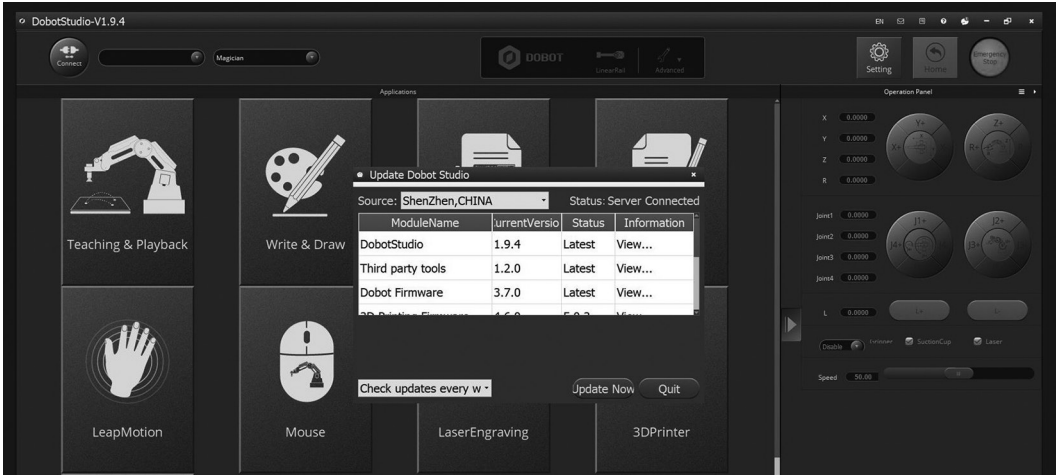 DobotStudio-V1.9.4
EN
Connect
Magician
DOBOT
LinearRail
Advanced
Setting
Home
Emergency
Stop
Applications
Operation Panel
Teaching & Playback
Write & Draw
Update Dobot Studio
Source: ShenZhen,CHINA Status: Server Connected
ModuleName CurrentVersio Status Information
DobotStudio 1.9.4 Latest View...
Third party tools 1.2.0 Latest View...
Dobot Firmware 3.7.0 Latest View...
Check updates every w
Update Now Quit
LeapMotion
Mouse
LaserEngraving
3DPrinter
X 0.0000
Y 0.0000
Z 0.0000
R 0.0000
Y+
X+
Z+
R+
Joint1 0.0000
Joint2 0.0000
Joint3 0.0000
Joint4 0.0000
J1+
J4+
J2+
J3+
L 0.0000 L+ L-
Disable Gripper SuctionCup Laser
Speed 50.00